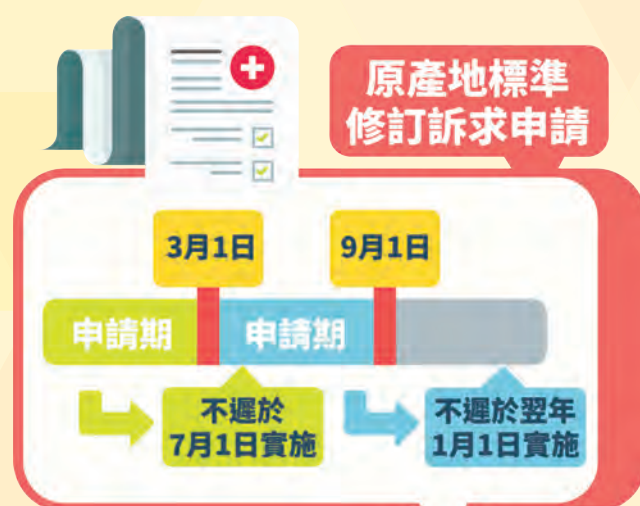 原產地標準
修訂訴求申請
3月1日
9月1日
申請期
申請期
不遲於
7月1日實施
不遲於翌年
1月1日實施